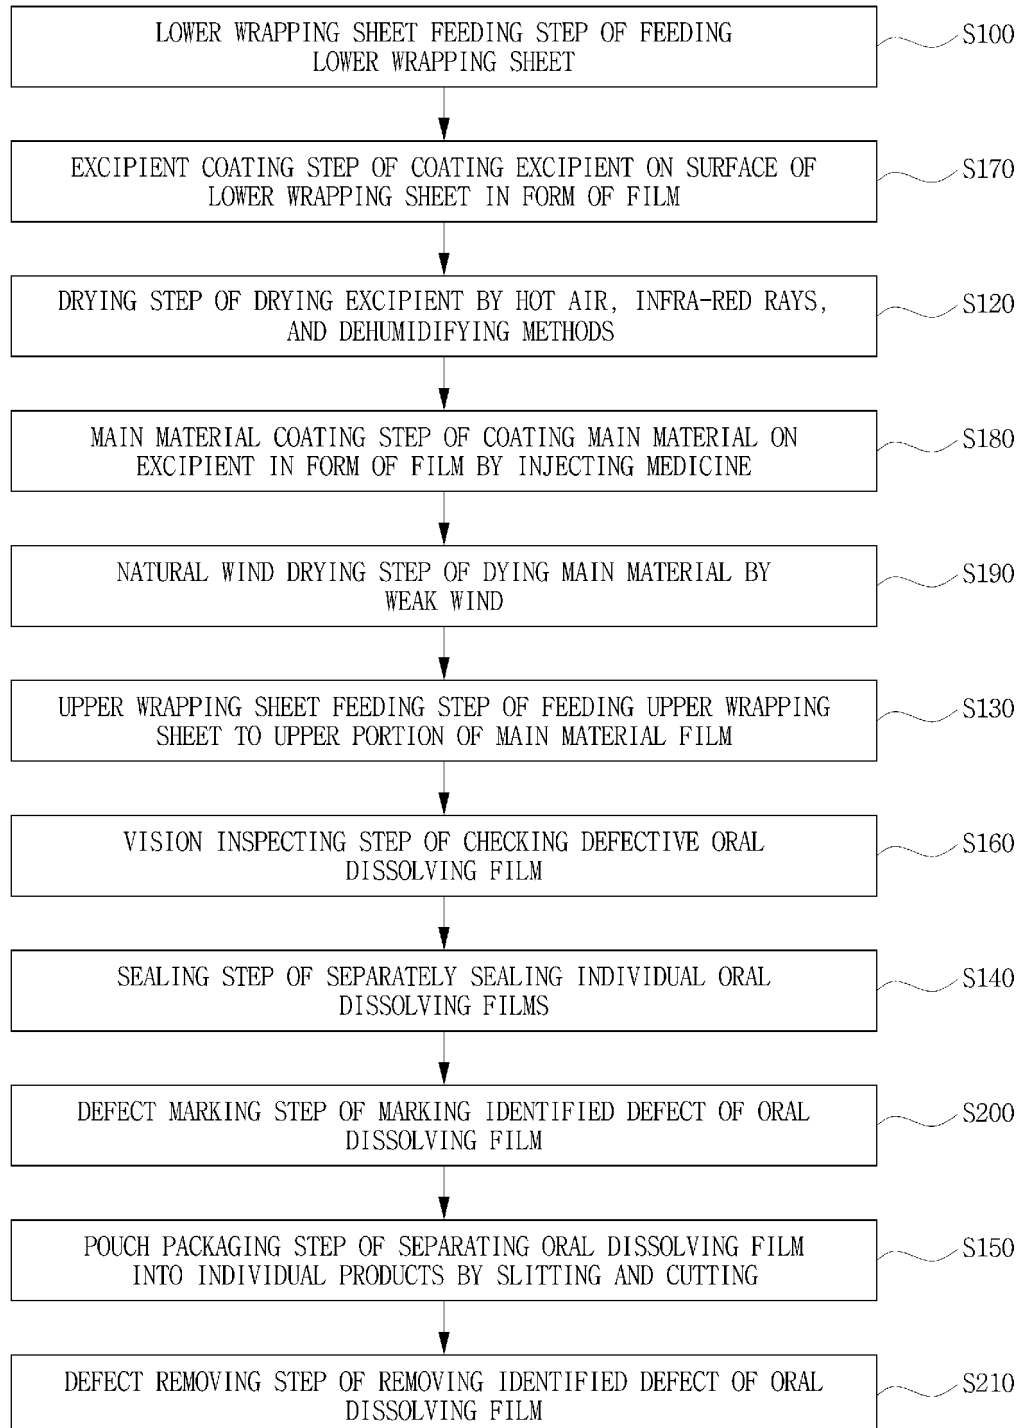 LOWER WRAPPING SHEET FEEDING STEP OF FEEDING
LOWER WRAPPING SHEET
S100
EXCIPIENT COATING STEP OF COATING EXCIPIENT ON SURFACE OF
LOWER WRAPPING SHEET IN FORM OF FILM
S170
DRYING STEP OF DRYING EXCIPIENT BY HOT AIR, INFRA-RED RAYS,
AND DEHUMIDIFYING METHODS
S120
MAIN MATERIAL COATING STEP OF COATING MAIN MATERIAL ON
EXCIPIENT IN FORM OF FILM BY INJECTING MEDICINE
S180
NATURAL WIND DRYING STEP OF DYING MAIN MATERIAL BY
WEAK WIND
S190
UPPER WRAPPING SHEET FEEDING STEP OF FEEDING UPPER WRAPPING
SHEET TO UPPER PORTION OF MAIN MATERIAL FILM
S130
VISION INSPECTING STEP OF CHECKING DEFECTIVE ORAL
DISSOLVING FILM
S160
SEALING STEP OF SEPARATELY SEALING INDIVIDUAL ORAL
DISSOLVING FILMS
S140
DEFECT MARKING STEP OF MARKING IDENTIFIED DEFECT OF ORAL
DISSOLVING FILM
S200
POUCH PACKAGING STEP OF SEPARATING ORAL DISSOLVING FILM
INTO INDIVIDUAL PRODUCTS BY SLITTING AND CUTTING
S150
DEFECT REMOVING STEP OF REMOVING IDENTIFIED DEFECT OF ORAL
DISSOLVING FILM
S210